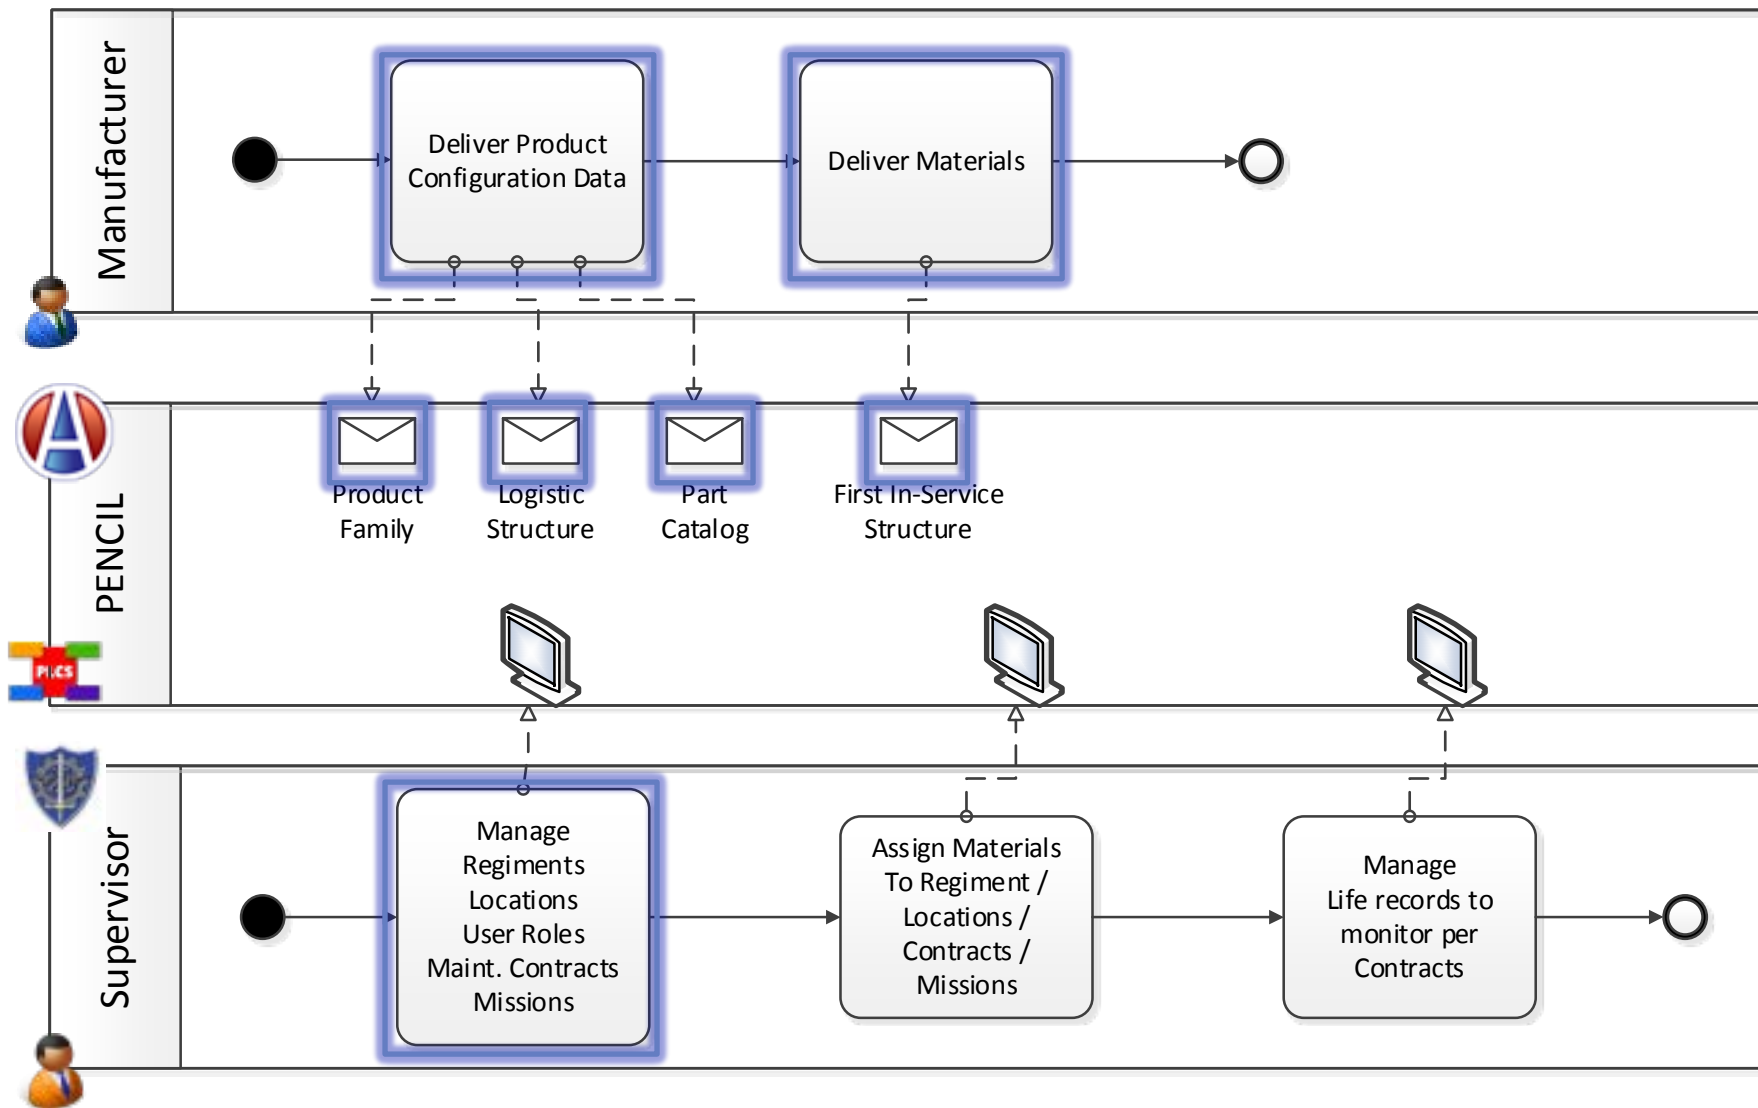 Manufacturer
Deliver Product
Configuration Data
Deliver Materials
PENCIL
Product
Family
Logistic
Structure
Part
Catalog
First In-Service
Structure
PLCS
Supervisor
Manage
Regiments
Locations
User Roles
Maint. Contracts
Missions
Assign Materials
To Regiment /
Locations /
Contracts /
Missions
Manage
Life records to
monitor per
Contracts